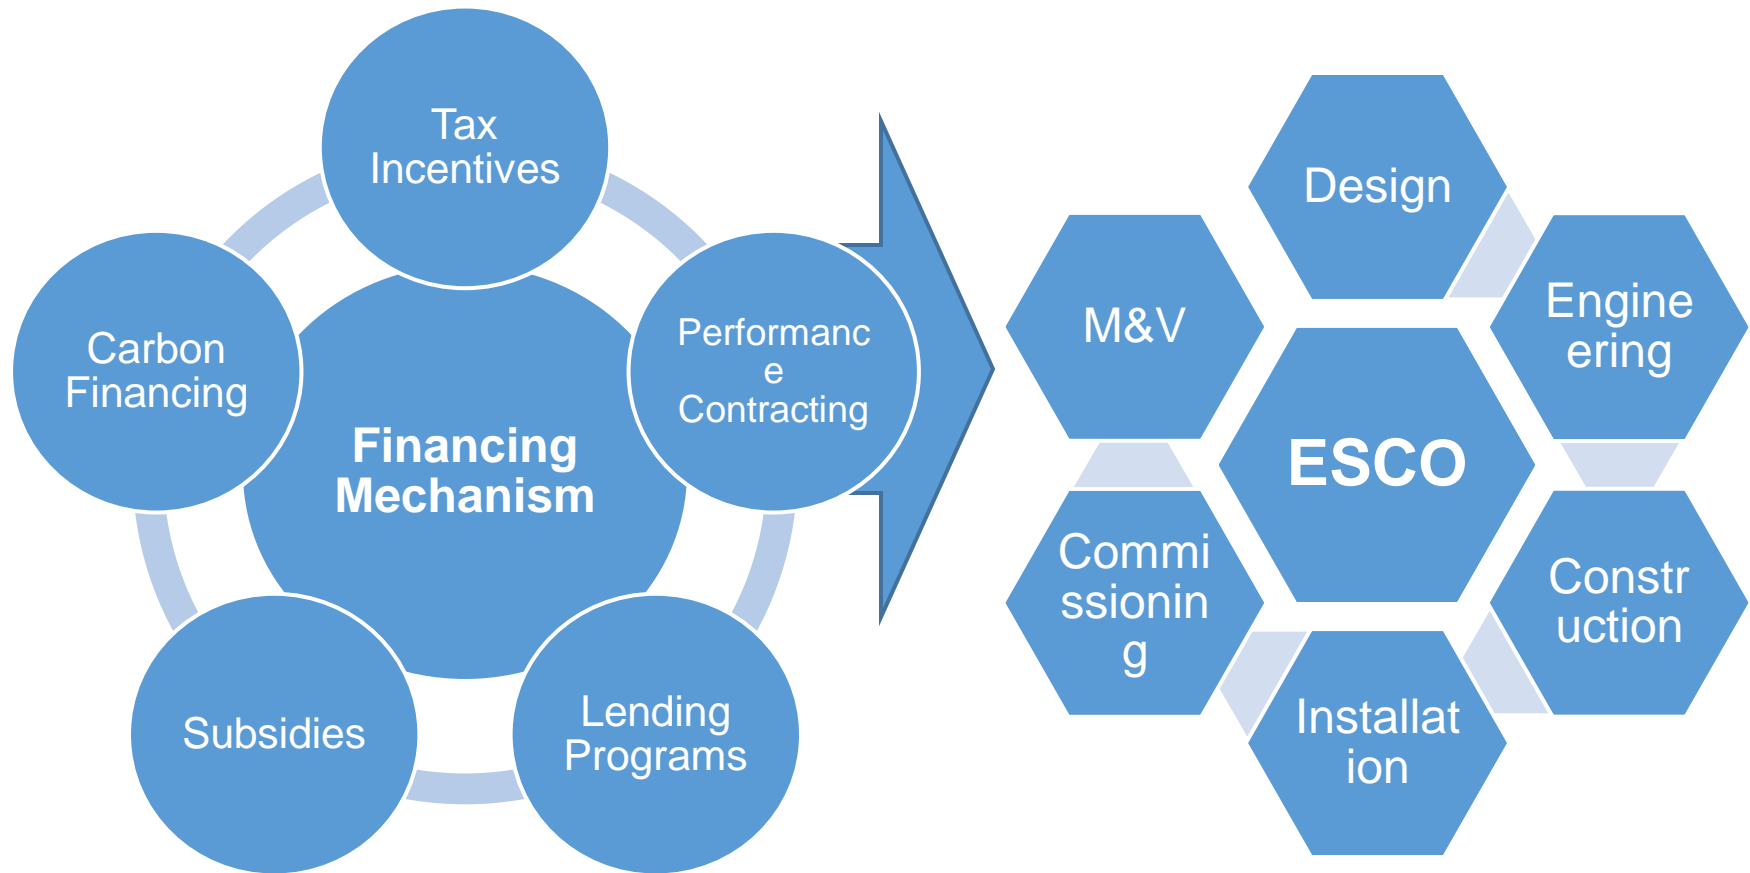 Tax
Incentives
Carbon
Financing
Performanc
e
Contracting
Financing
Mechanism
Subsidies
Lending
Programs
Design
M&V
Engine
ering
ESCO
Commi
ssionin
g
Constr
uction
Installat
ion